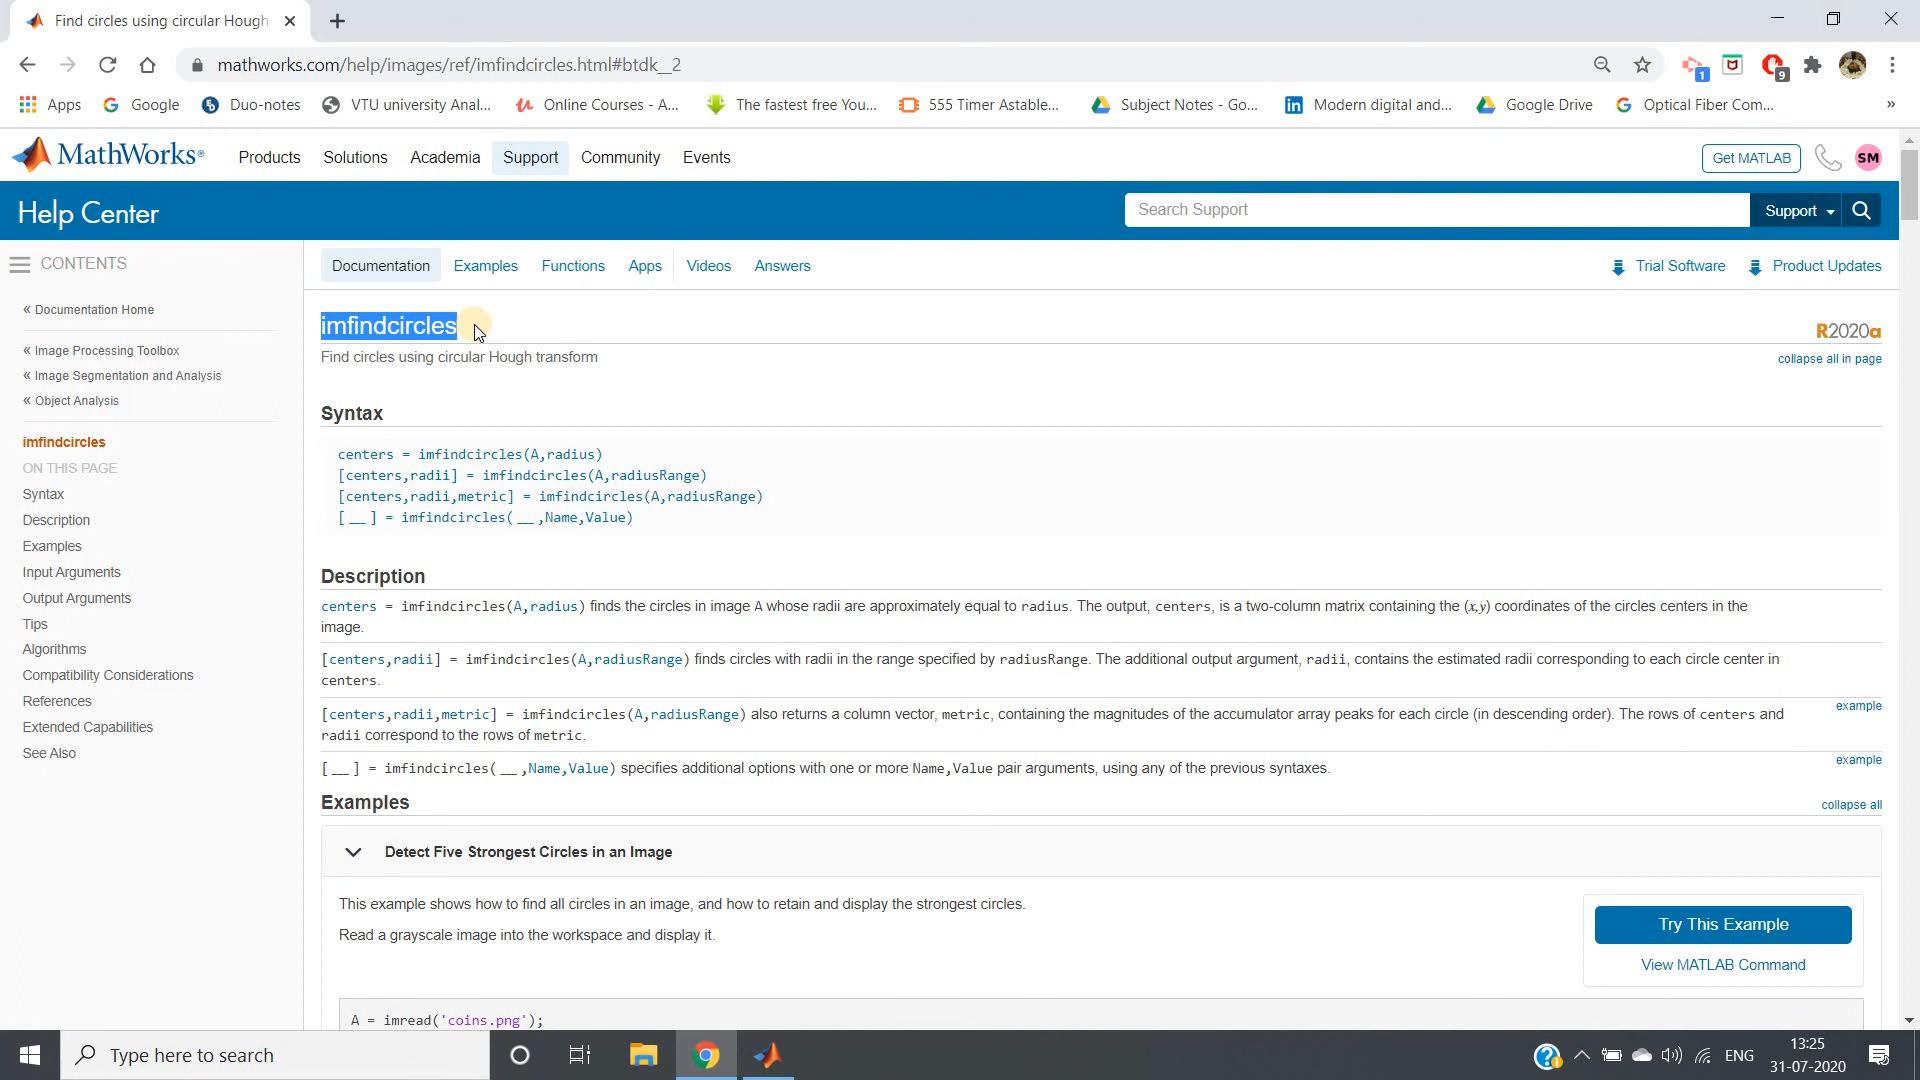 Find circles using circular Hough
mathworks.com/help/images/ref/imfindcircles.html#btdk__2
1
9
Apps
Google
Duo-notes
VTU university Anal...
Online Courses - A...
The fastest free You...
555 Timer Astable...
Subject Notes - Go...
Modern digital and...
Google Drive
Optical Fiber Com...
»
MathWorks®
Products
Solutions
Academia
Support
Community
Events
Get MATLAB
SM
Help Center
Search Support
Support
CONTENTS
Documentation
Examples
Functions
Apps
Videos
Answers
Trial Software
Product Updates
« Documentation Home
« Image Processing Toolbox
« Image Segmentation and Analysis
« Object Analysis
imfindcircles
ON THIS PAGE
Syntax
Description
Examples
Input Arguments
Output Arguments
Tips
Algorithms
Compatibility Considerations
References
Extended Capabilities
See Also
imfindcircles
R2020a
Find circles using circular Hough transform
collapse all in page
Syntax
centers = imfindcircles(A,radius)
[centers,radii] = imfindcircles(A,radiusRange)
[centers,radii,metric] = imfindcircles(A,radiusRange)
[ __ ] = imfindcircles( __ ,Name,Value)
Description
centers = imfindcircles(A,radius) finds the circles in image A whose radii are approximately equal to radius. The output, centers, is a two-column matrix containing the (x,y) coordinates of the circles centers in the
image.
[centers,radii] = imfindcircles(A,radiusRange) finds circles with radii in the range specified by radiusRange. The additional output argument, radii, contains the estimated radii corresponding to each circle center in
centers.
[centers,radii,metric] = imfindcircles(A,radiusRange) also returns a column vector, metric, containing the magnitudes of the accumulator array peaks for each circle (in descending order). The rows of centers and
radii correspond to the rows of metric.
example
[ __ ] = imfindcircles( __ ,Name,Value) specifies additional options with one or more Name,Value pair arguments, using any of the previous syntaxes.
example
Examples
collapse all
Detect Five Strongest Circles in an Image
This example shows how to find all circles in an image, and how to retain and display the strongest circles.
Read a grayscale image into the workspace and display it.
Try This Example
View MATLAB Command
A = imread('coins.png');
Type here to search
ENG
13:25
31-07-2020